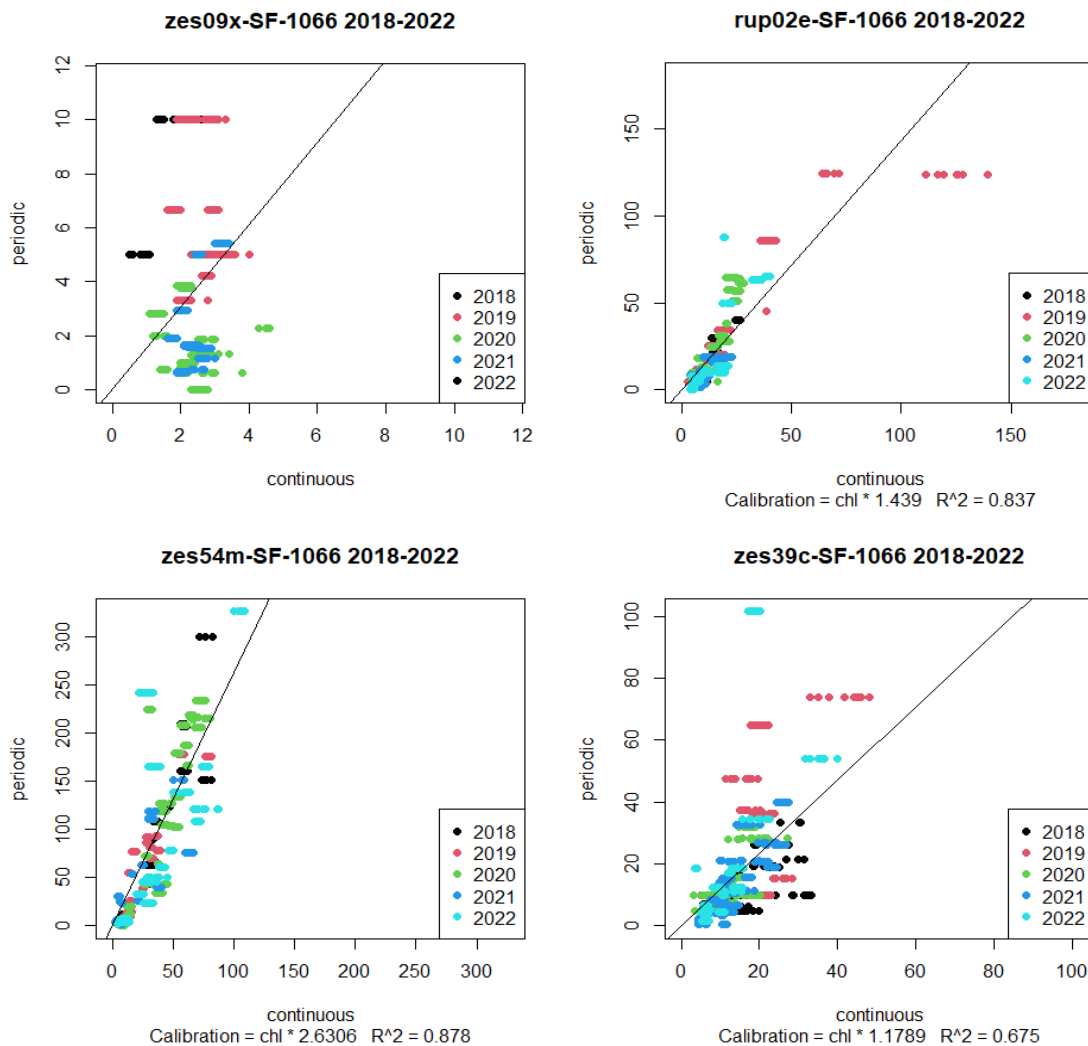 zes09x-SF-1066 2018-2022
periodic
0 2 4 6 8 10 12
0 2 4 6 8 10 12
continuous
2018
2019
2020
2021
2022
rup02e-SF-1066 2018-2022
periodic
0 50 100 150
0 50 100 150
continuous
Calibration = chl * 1.439 R^2 = 0.837
2018
2019
2020
2021
2022
zes54m-SF-1066 2018-2022
periodic
0 50 100 150 200 250 300
0 50 100 150 200 250 300
continuous
Calibration = chl * 2.6306 R^2 = 0.878
2018
2019
2020
2021
2022
zes39c-SF-1066 2018-2022
periodic
0 20 40 60 80 100
0 20 40 60 80 100
continuous
Calibration = chl * 1.1789 R^2 = 0.675
2018
2019
2020
2021
2022